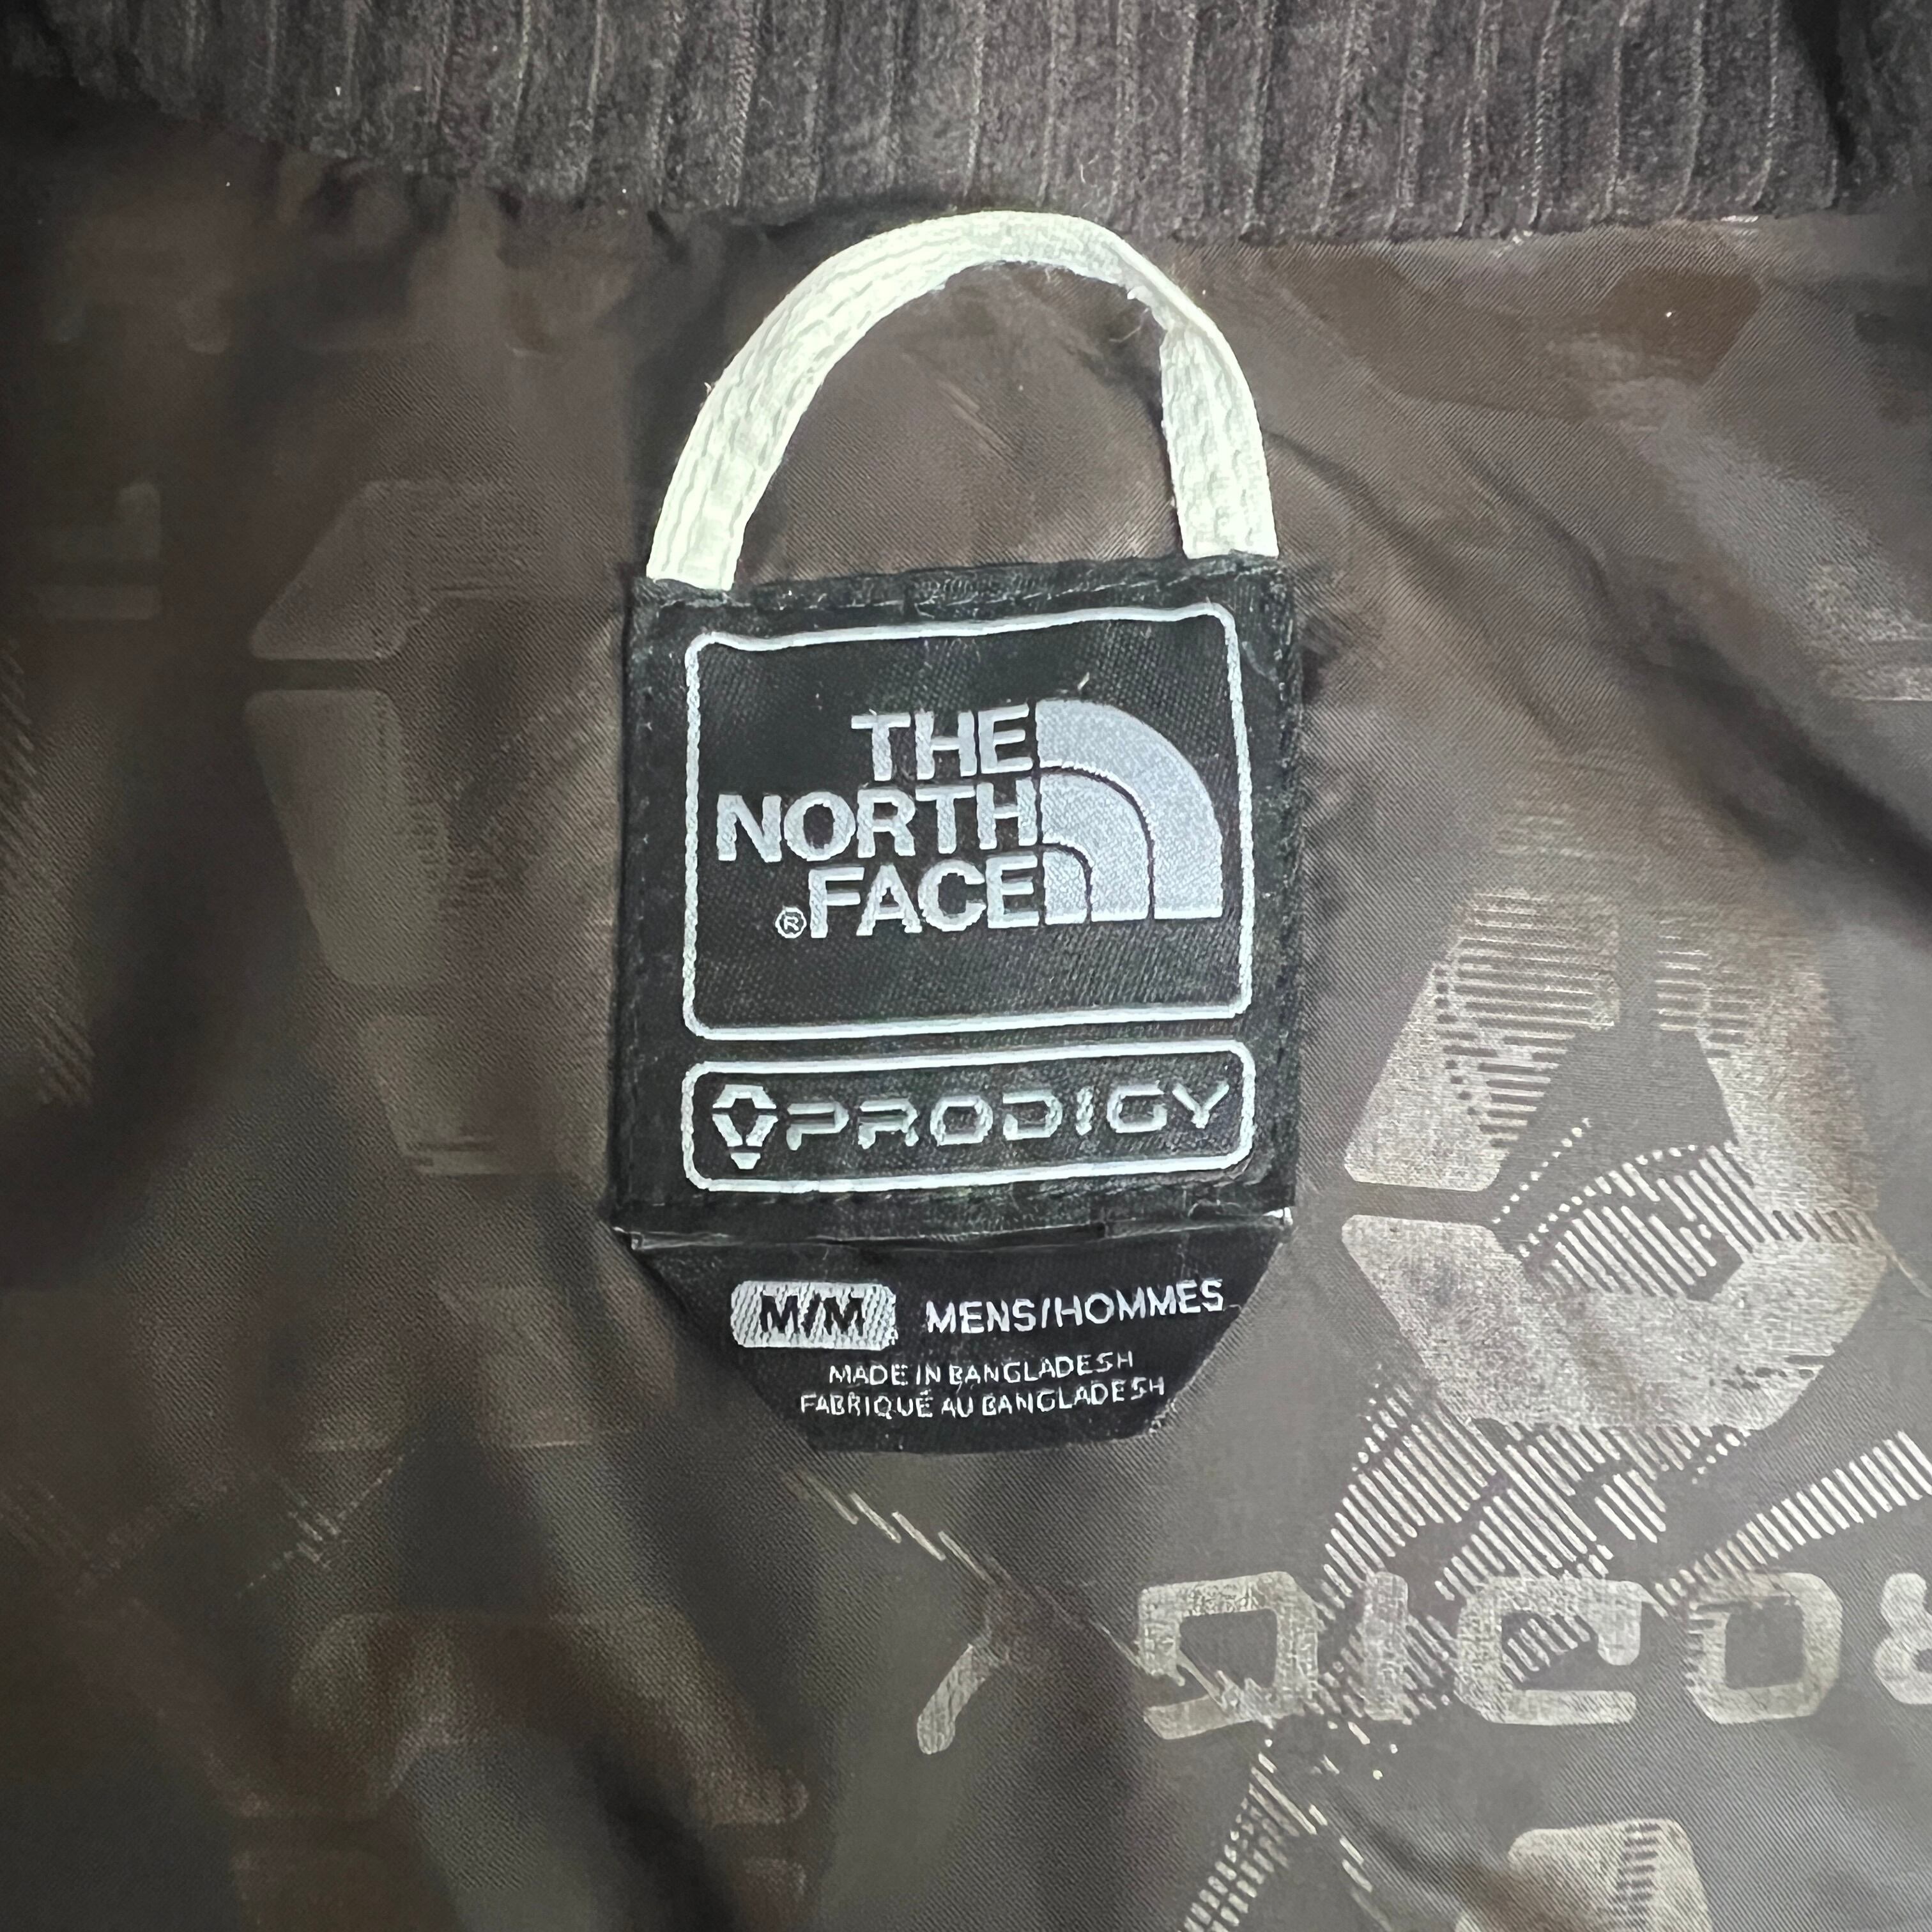 THE
NORTH
® FACE
PRODIGY
M/M MENS/HOMMES
MADE IN BANGLADESH
FABRIQUÉ AU BANGLADESH